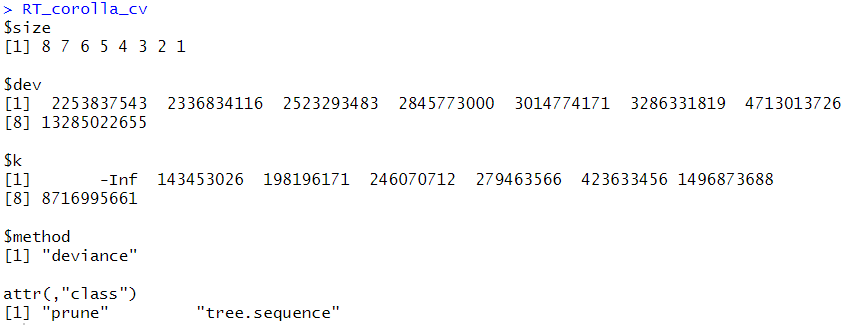 > RT_corolla_cv
$size
[1] 8 7 6 5 4 3 2 1
$dev
[1]  2253837543  2336834116  2523293483  2845773000  3014774171  3286331819  4713013726
[8] 13285022655
$k
[1]       -Inf  143453026  198196171  246070712  279463566  423633456 1496873688
[8] 8716995661
$method
[1] "deviance"
attr(,"class")
[1] "prune"         "tree.sequence"